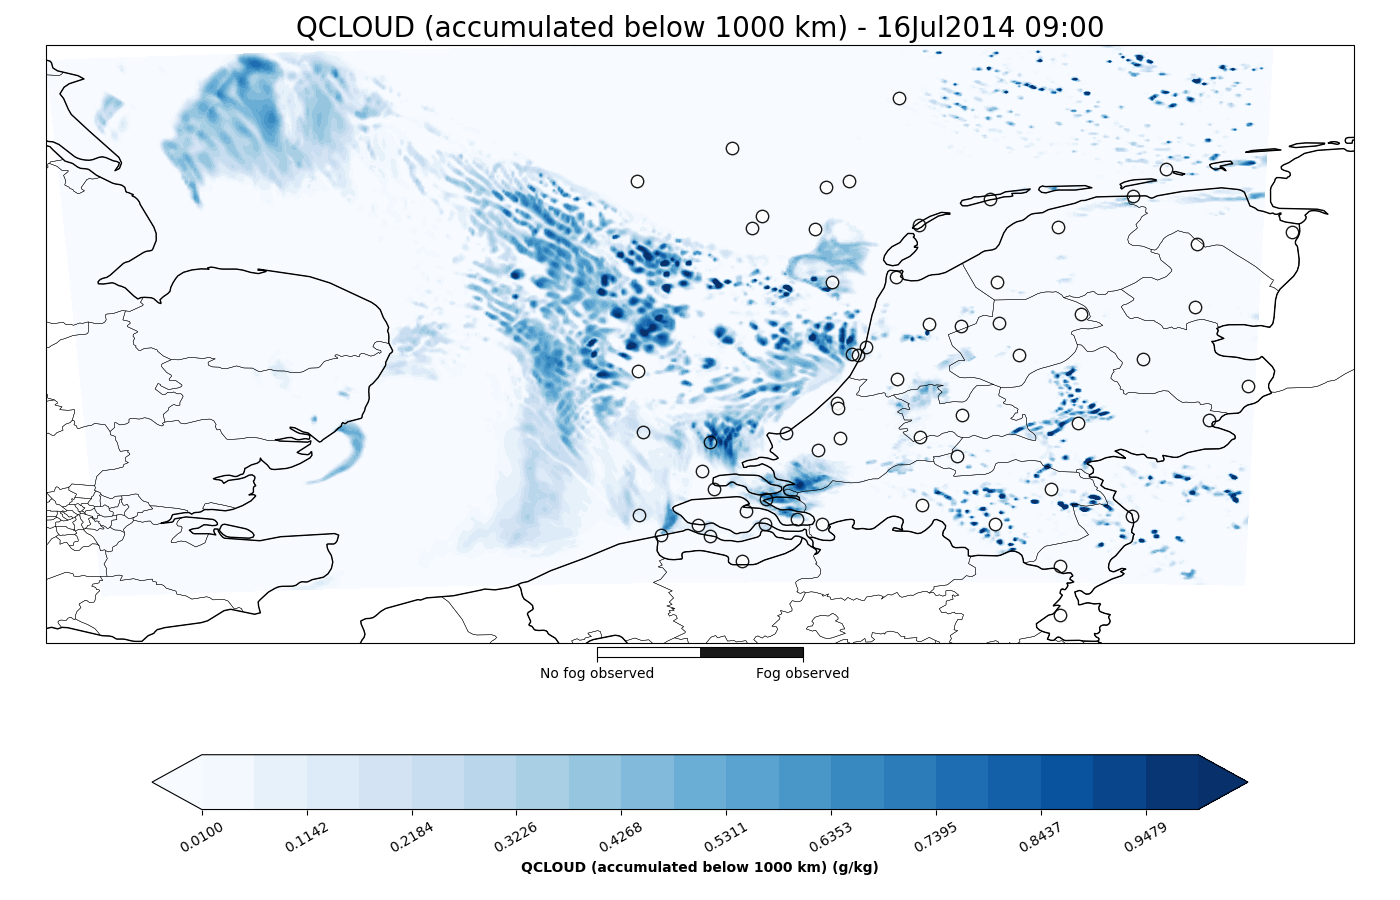 QCLOUD (accumulated below 1000 km) - 16Jul2014 09:00
No fog observed
Fog observed
0.0100
0.1142
0.2184
0.3226
0.4268
0.5311
0.6353
0.7395
0.8437
0.9479
QCLOUD (accumulated below 1000 km) (g/kg)